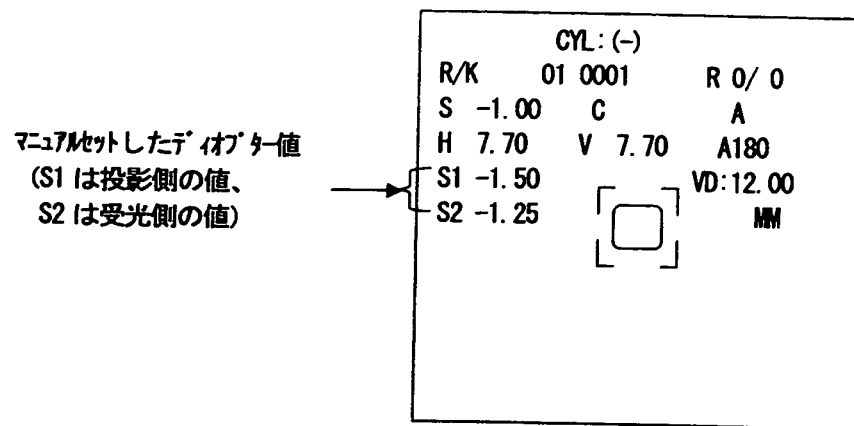 CYL:(-)
R/K 01 0001 R 0/ 0
S -1.00 C A
H 7.70 V 7.70 A180
S1 -1.50 VD:12.00
S2 -1.25 MM
ﾏﾆｭｱﾙｾｯﾄしたﾃﾞｨｵﾌﾟﾀｰ値
(S1 は投影側の値、
S2 は受光側の値)